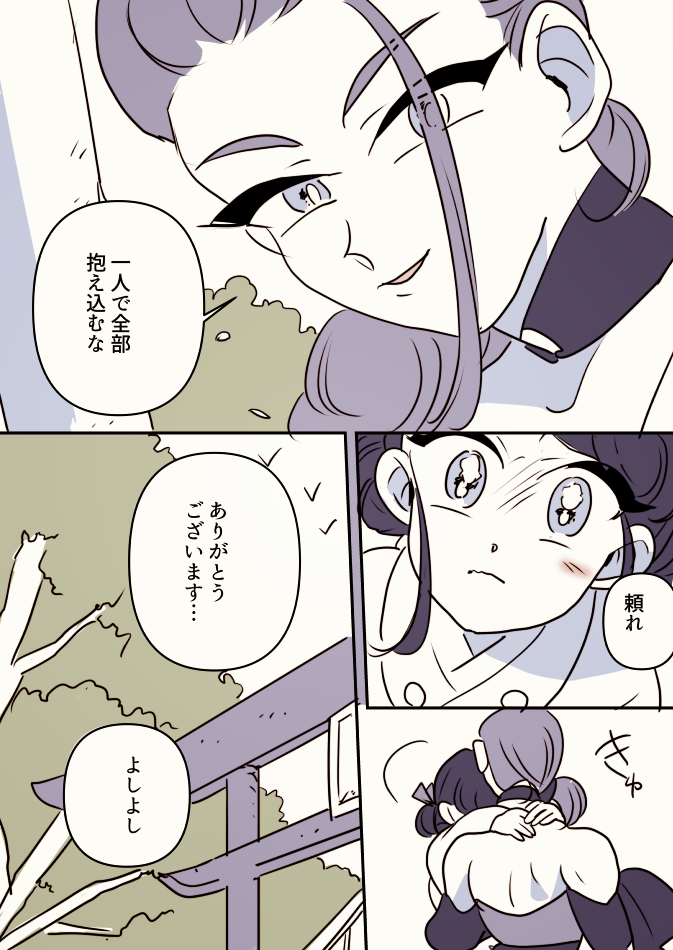 一人で全部
抱え込むな
頼れ
きゅ
ありがとう
ございます…
よしよし